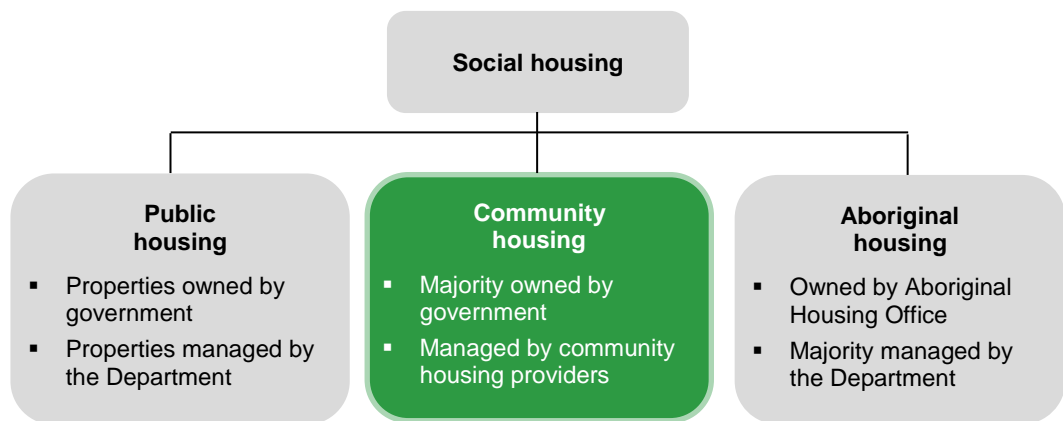 Social housing
Public
housing
▪ Properties owned by
government
▪ Properties managed by
the Department
Community
housing
▪ Majority owned by
government
▪ Managed by community
housing providers
Aboriginal
housing
▪ Owned by Aboriginal
Housing Office
▪ Majority managed by
the Department